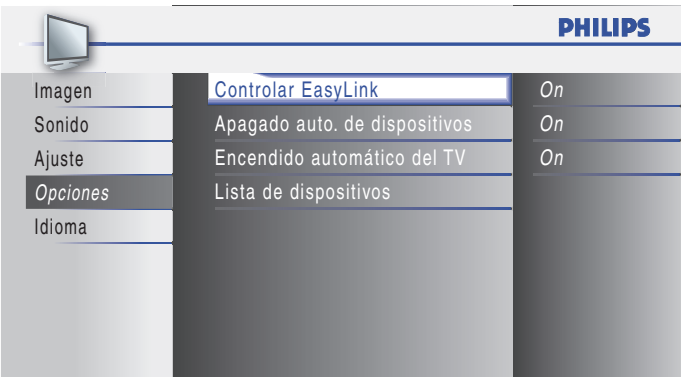 PHILIPS
Imagen
Sonido
Ajuste
Opciones
Idioma
Controlar EasyLink
Apagado auto. de dispositivos
Encendido automático del TV
Lista de dispositivos
On
On
On